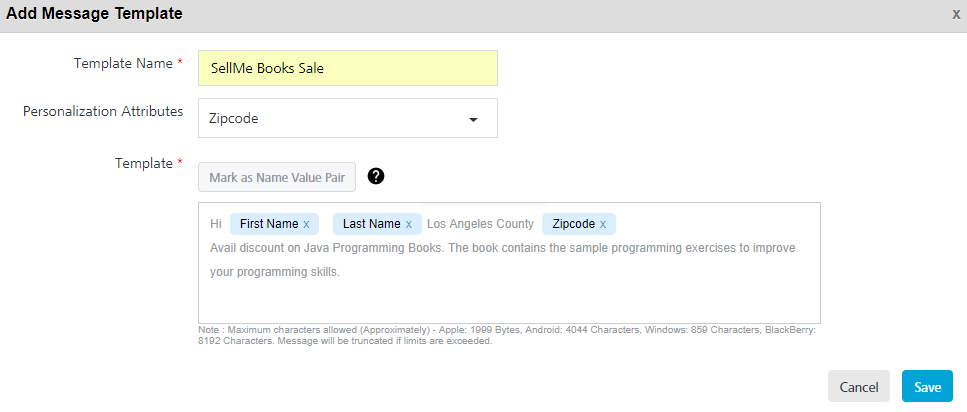 Add Message Template x
Template Name * SellMe Books Sale
Personalization Attributes Zipcode
Template * Mark as Name Value Pair ?
Hi First Name x Last Name x Los Angeles County Zipcode x
Avail discount on Java Programming Books. The book contains the sample programming exercises to improve
your programming skills.
Note : Maximum characters allowed (Approximately) - Apple: 1999 Bytes, Android: 4044 Characters, Windows: 859 Characters, BlackBerry:
8192 Characters. Message will be truncated if limits are exceeded.
Cancel Save